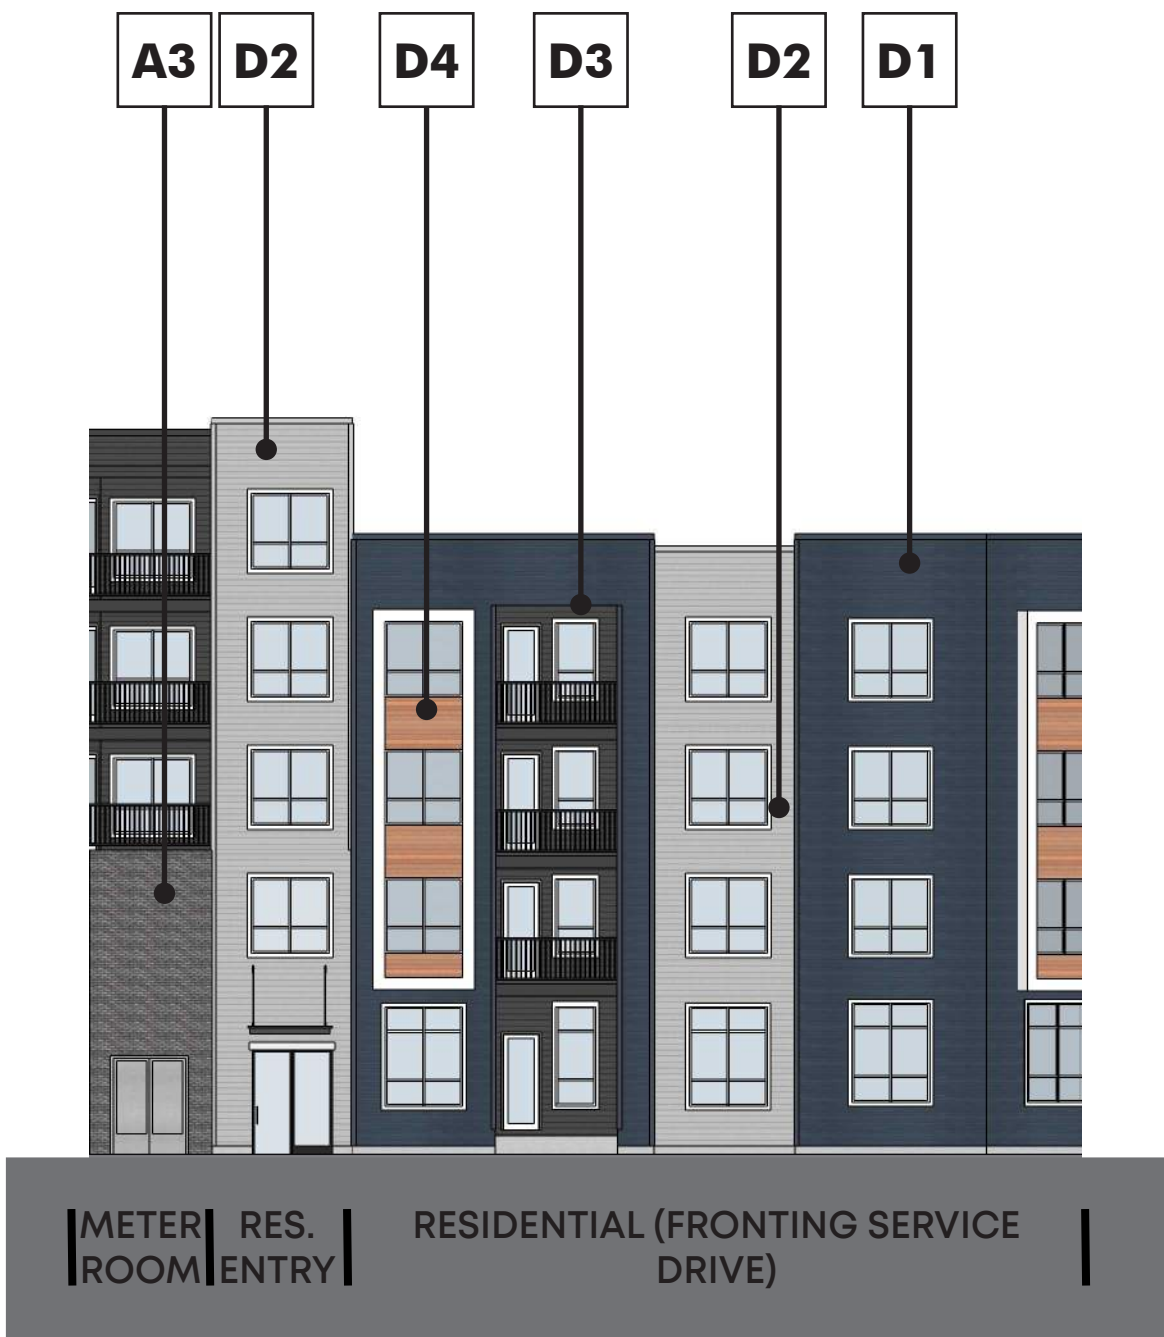 A3 D2 D4 D3 D2 D1
METER
ROOM
RES.
ENTRY
RESIDENTIAL (FRONTING SERVICE
DRIVE)